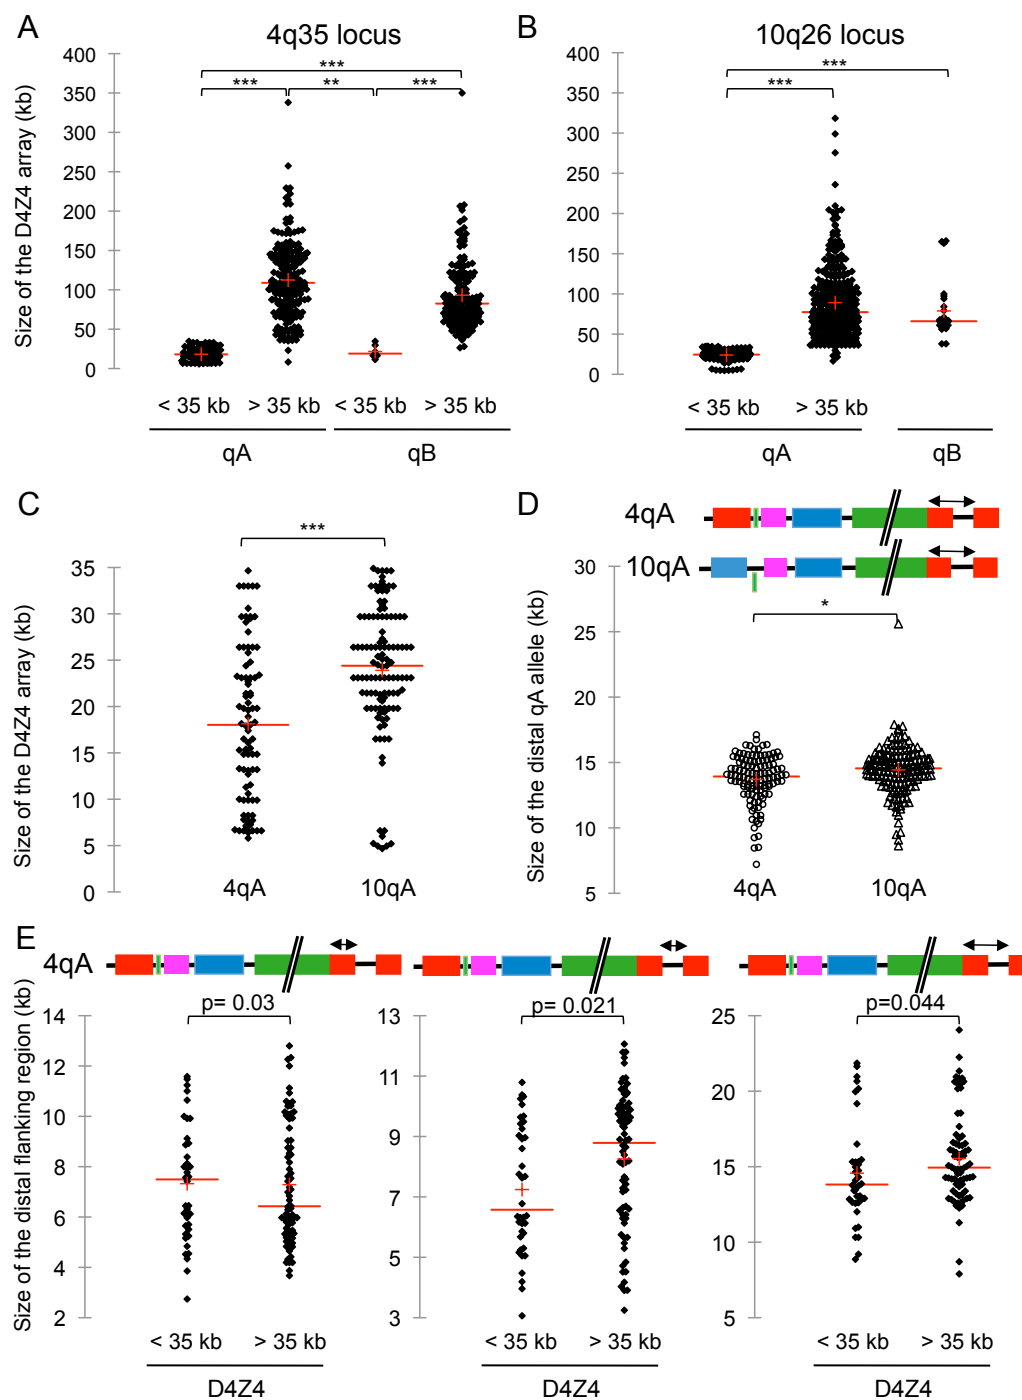 A
4q35 locus
Size of the D4Z4 array (kb)
400
350
300
250
200
150
100
50
0
***
***
**
***
< 35 kb
> 35 kb
< 35 kb
> 35 kb
qA
qB
B
10q26 locus
400
350
300
250
200
150
100
50
0
***
***
< 35 kb
> 35 kb
qA
qB
C
Size of the D4Z4 array (kb)
35
30
25
20
15
10
5
0
***
4qA
10qA
D
4qA
10qA
Size of the distal qA allele (kb)
30
25
20
15
10
5
*
4qA
10qA
E
4qA
Size of the distal flanking region (kb)
14
12
10
8
6
4
2
p= 0.03
< 35 kb
> 35 kb
D4Z4
13
11
9
7
5
3
p= 0.021
< 35 kb
> 35 kb
D4Z4
25
20
15
10
5
p=0.044
< 35 kb
> 35 kb
D4Z4